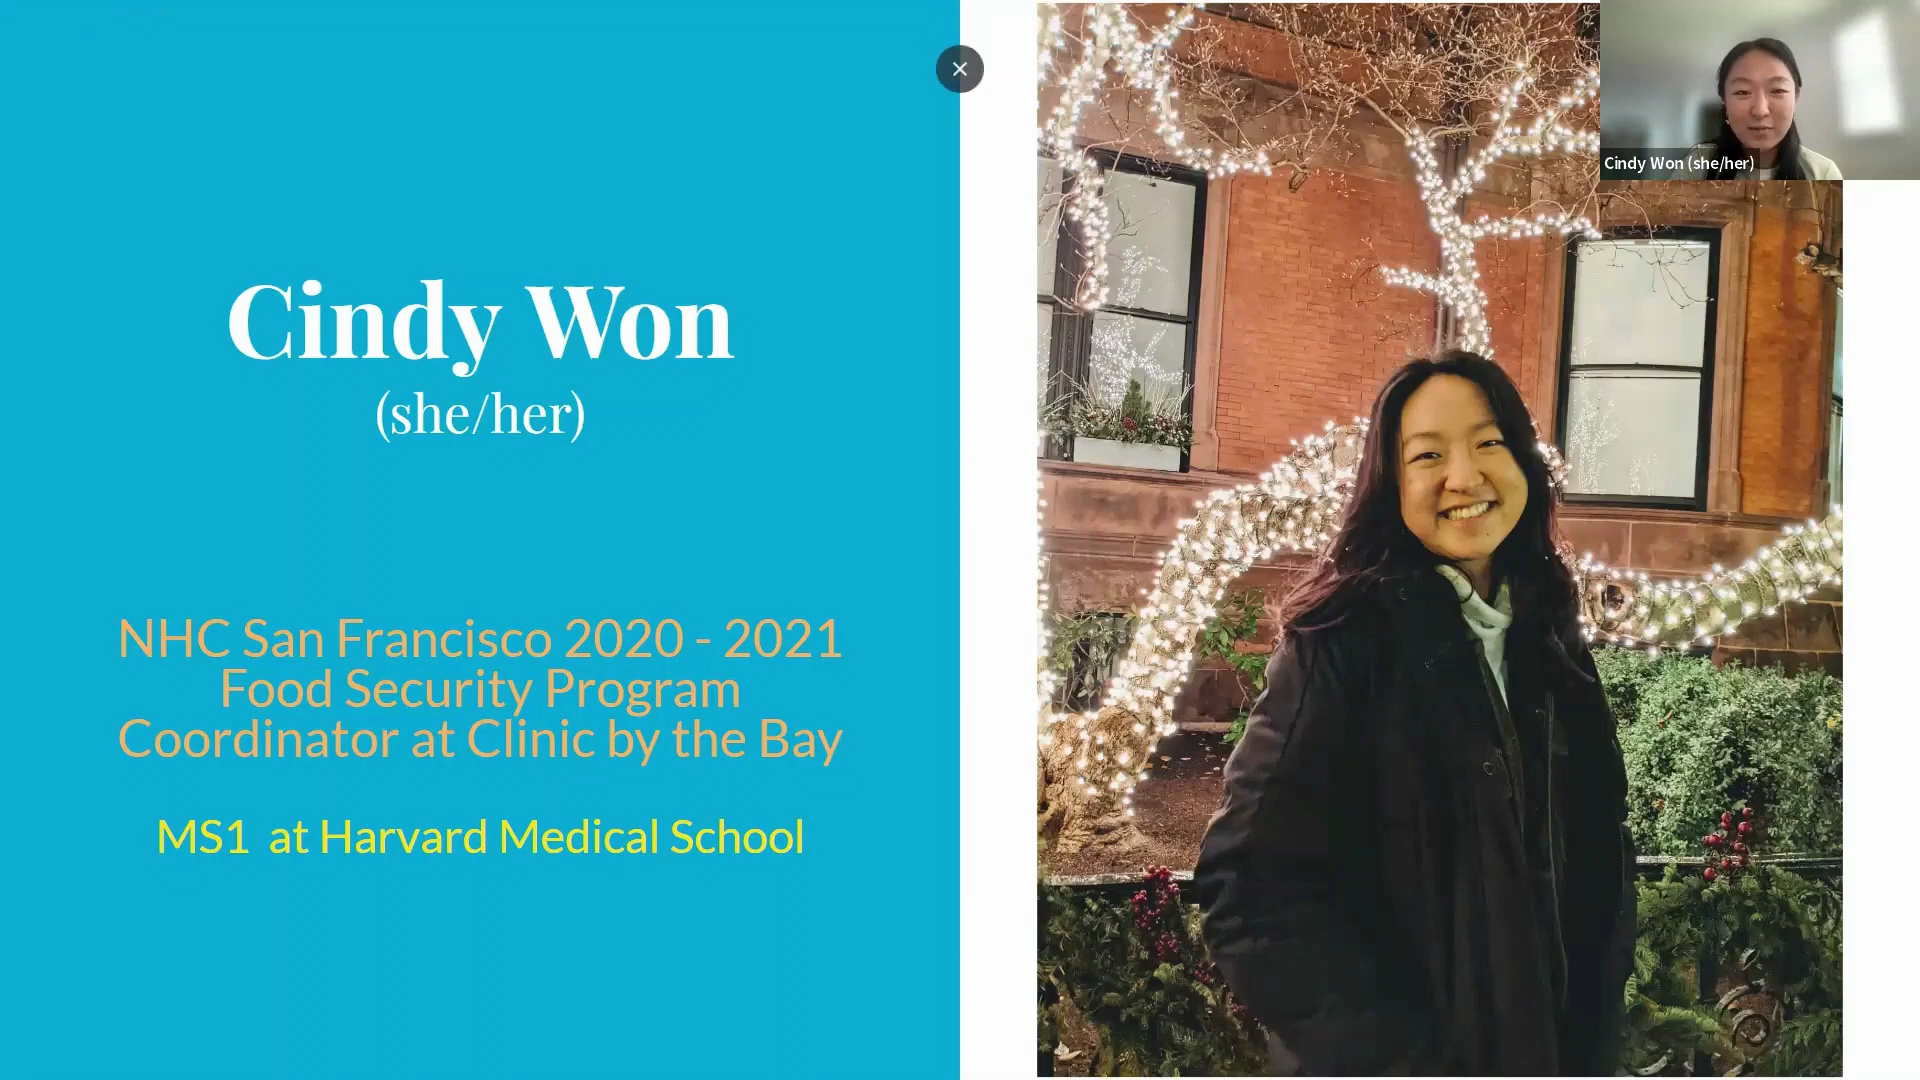 Cindy Won
(she/her)
NHC San Francisco 2020 - 2021
Food Security Program
Coordinator at Clinic by the Bay
MS1 at Harvard Medical School
Cindy Won (she/her)